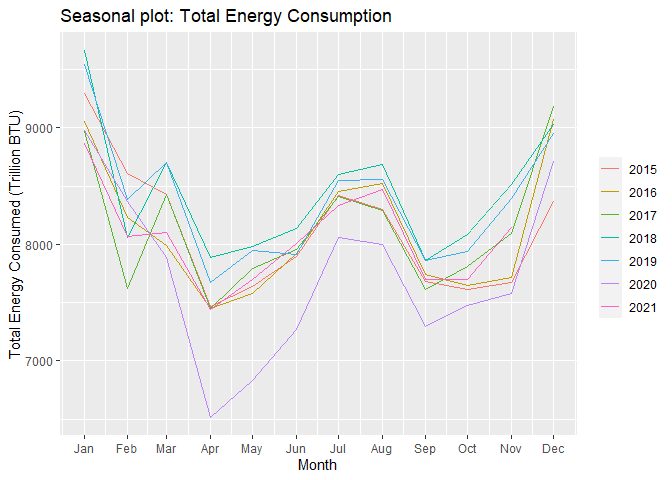 Seasonal plot: Total Energy Consumption
Total Energy Consumed (Trillion BTU)
9000
8000
7000
Jan Feb Mar Apr May Jun Jul Aug Sep Oct Nov Dec
Month
2015
2016
2017
2018
2019
2020
2021